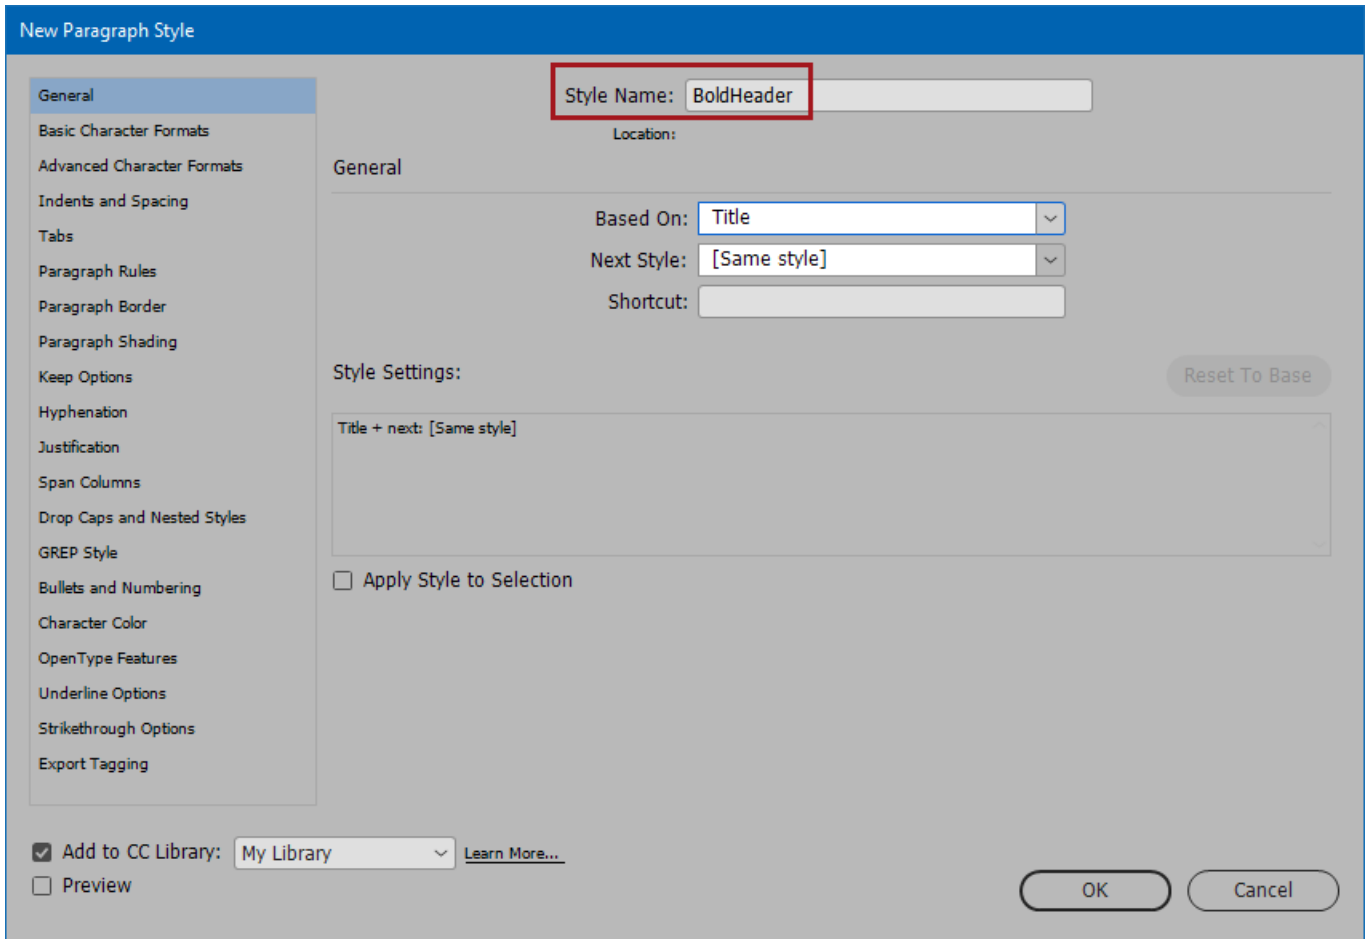 New Paragraph Style
General
Basic Character Formats
Advanced Character Formats
Indents and Spacing
Tabs
Paragraph Rules
Paragraph Border
Paragraph Shading
Keep Options
Hyphenation
Justification
Span Columns
Drop Caps and Nested Styles
GREP Style
Bullets and Numbering
Character Color
OpenType Features
Underline Options
Strikethrough Options
Export Tagging
Style Name: BoldHeader
Location:
General
Based On: Title
Next Style: [Same style]
Shortcut:
Style Settings: Reset To Base
Title + next: [Same style]
Apply Style to Selection
Add to CC Library: My Library Learn More...
Preview
OK Cancel